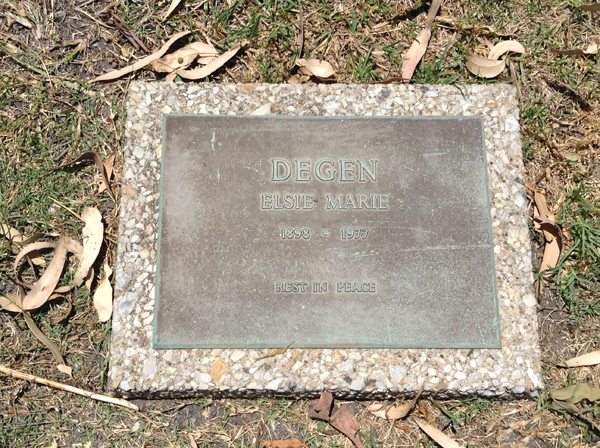 DEGEN
ELSIE MARIE
1898 - 1977
REST IN PEACE